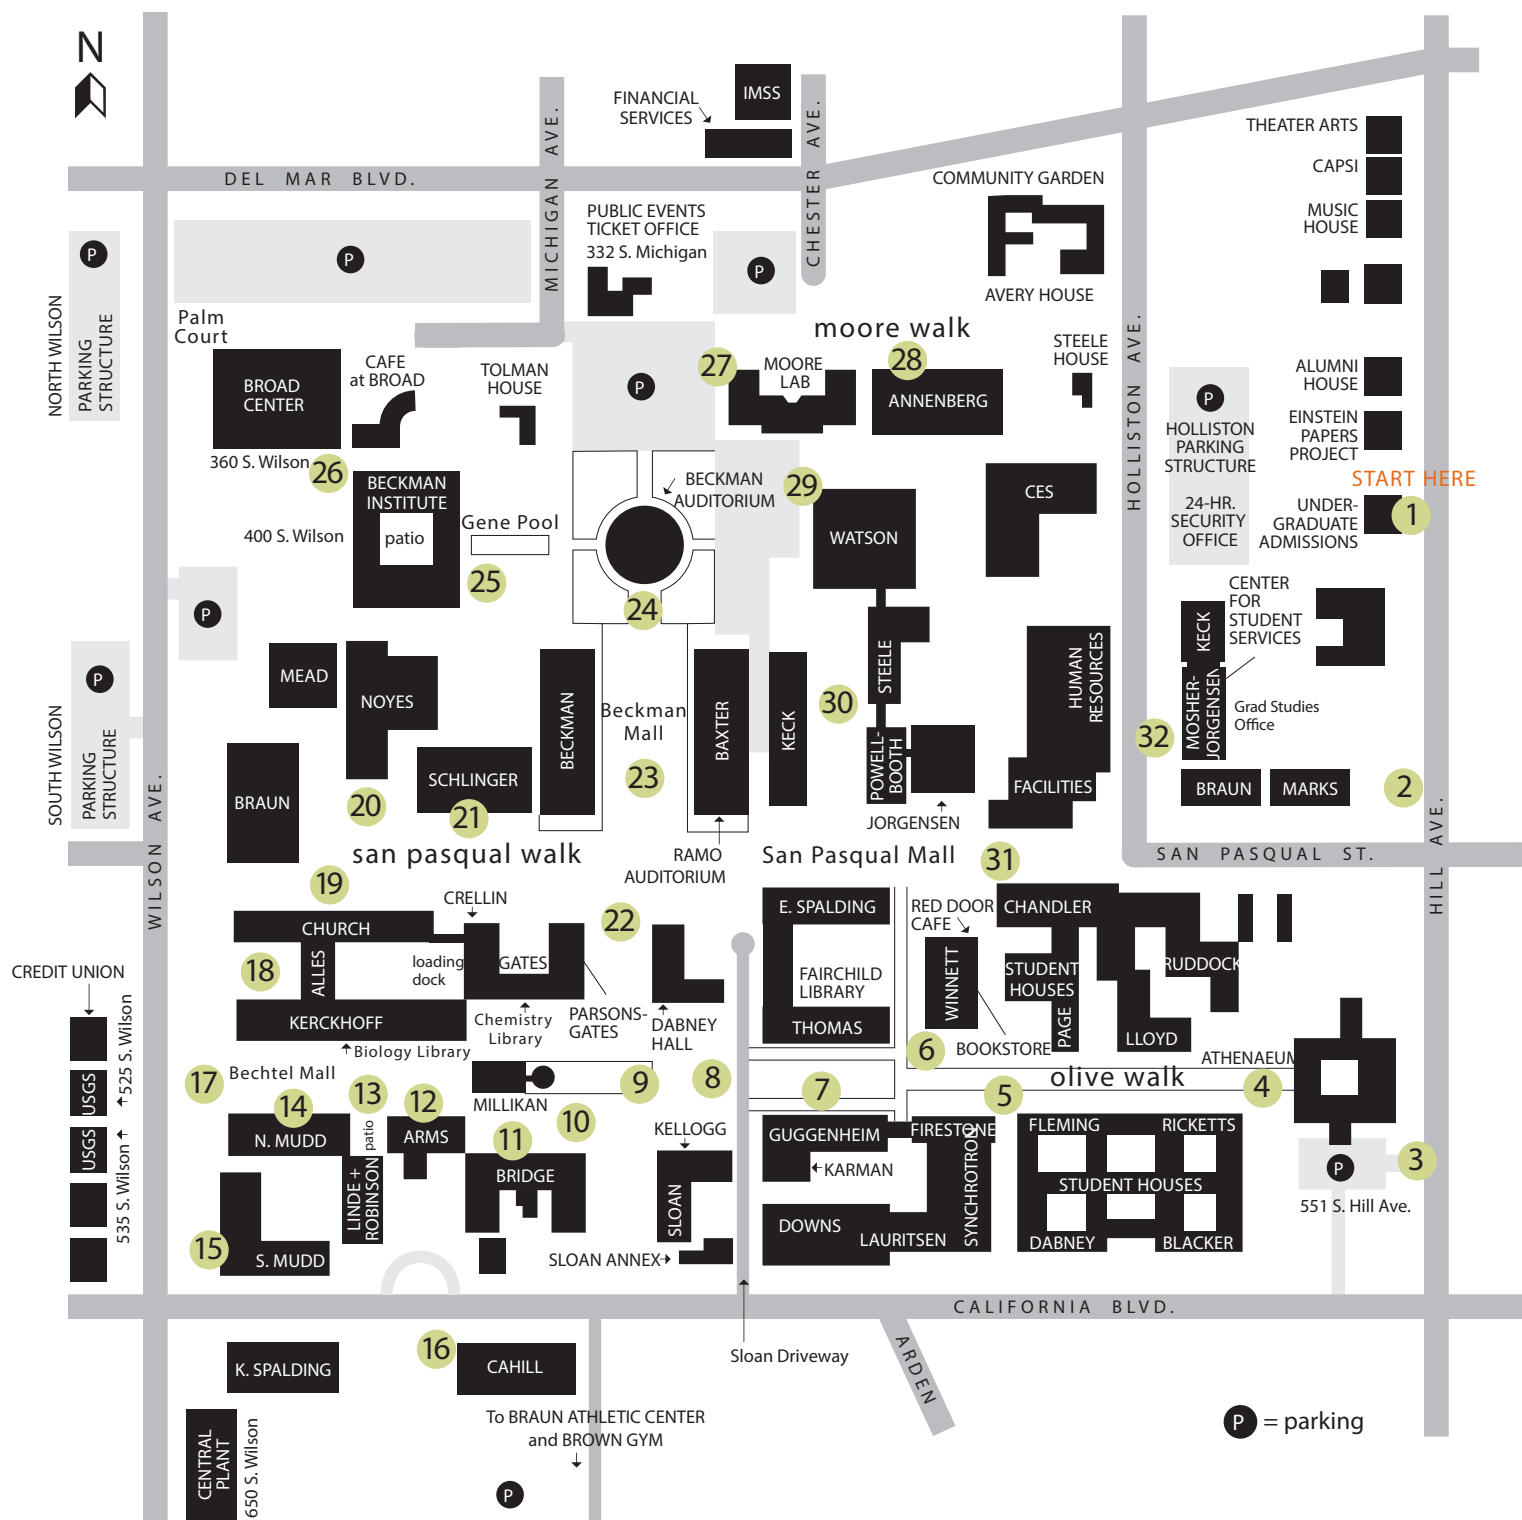 N
IMSS
FINANCIAL
SERVICES
MICHIGAN AVE.
CHESTER AVE.
DEL MAR BLVD.
THEATER ARTS
CAPSI
MUSIC
HOUSE
COMMUNITY GARDEN
AVERY HOUSE
PUBLIC EVENTS
TICKET OFFICE
332 S. Michigan
P
P
P
NORTH WILSON
PARKING
STRUCTURE
Palm
Court
BROAD
CENTER
360 S. Wilson
CAFE
at BROAD
TOLMAN
HOUSE
P
moore walk
27
MOORE
LAB
28
ANNENBERG
STEELE
HOUSE
HOLLISTON AVE.
P
HOLLISTON
PARKING
STRUCTURE
24-HR.
SECURITY
OFFICE
ALUMNI
HOUSE
EINSTEIN
PAPERS
PROJECT
START HERE
1
UNDER-
GRADUATE
ADMISSIONS
26
BECKMAN
INSTITUTE
patio
400 S. Wilson
Gene Pool
25
BECKMAN
AUDITORIUM
24
29
WATSON
CES
CENTER
FOR
STUDENT
SERVICES
KECK
MOSHER-
JORGENSEN
Grad Studies
Office
32
BRAUN
MARKS
2
HILL AVE.
P
P
SOUTH WILSON
PARKING
STRUCTURE
WILSON AVE.
MEAD
NOYES
BRAUN
20
SCHLINGER
21
BECKMAN
Beckman
Mall
23
BAXTER
KECK
30
STEELE
POWELL-
BOOTH
JORGENSEN
HUMAN
RESOURCES
FACILITIES
san pasqual walk
RAMO
AUDITORIUM
San Pasqual Mall
31
SAN PASQUAL ST.
19
CHURCH
CRELLIN
22
18
ALLES
loading
dock
GATES
PARSONS-
GATES
Chemistry
Library
DABNEY
HALL
KERCKHOFF
Biology Library
E. SPALDING
FAIRCHILD
LIBRARY
THOMAS
RED DOOR
CAFE
WINNETT
BOOKSTORE
CHANDLER
STUDENT
HOUSES
PAGE
LLOYD
RUDDOCK
CREDIT UNION
525 S. Wilson
USGS
USGS
535 S. Wilson
17
Bechtel Mall
14
N. MUDD
13
patio
12
ARMS
MILLIKAN
9
10
8
11
BRIDGE
KELLOGG
SLOAN
SLOAN ANNEX
LINDE +
ROBINSON
15
S. MUDD
6
7
5
olive walk
ATHENAEUM
4
GUGGENHEIM
FIRESTONE
KARMAN
SYNCHROTRON
DOWNS
LAURITSEN
FLEMING
RICKETTS
STUDENT HOUSES
DABNEY
BLACKER
P
3
551 S. Hill Ave.
CALIFORNIA BLVD.
K. SPALDING
16
CAHILL
Sloan Driveway
ARDEN
CENTRAL
PLANT
650 S. Wilson
To BRAUN ATHLETIC CENTER
and BROWN GYM
P
P = parking